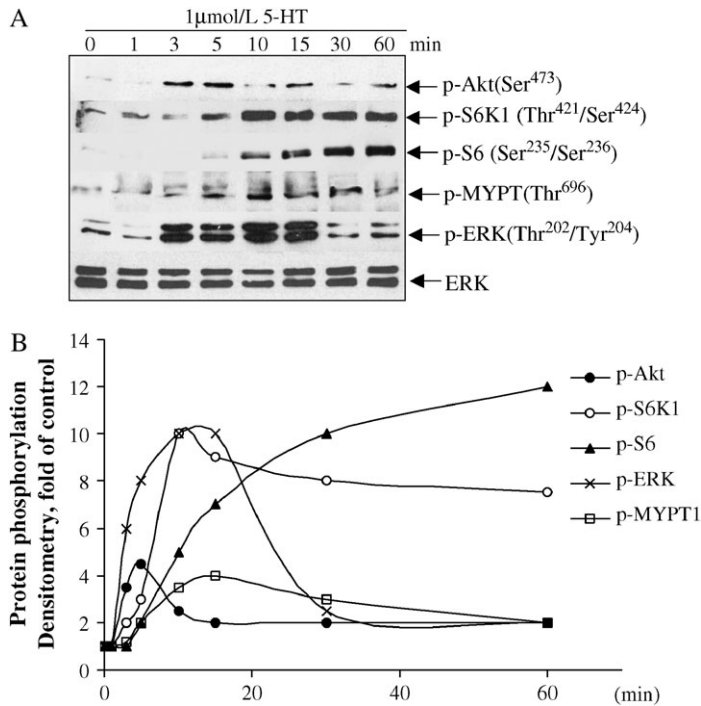 A
1μmol/L 5-HT
0 1 3 5 10 15 30 60 min
p-Akt(Ser473)
p-S6K1 (Thr421/Ser424)
p-S6 (Ser235/Ser236)
p-MYPT(Thr696)
p-ERK(Thr202/Tyr204)
ERK
B
Protein phosphorylation
Densitometry, fold of control
14
12
10
8
6
4
2
0
0 20 40 60 (min)
p-Akt
p-S6K1
p-S6
p-ERK
p-MYPT1